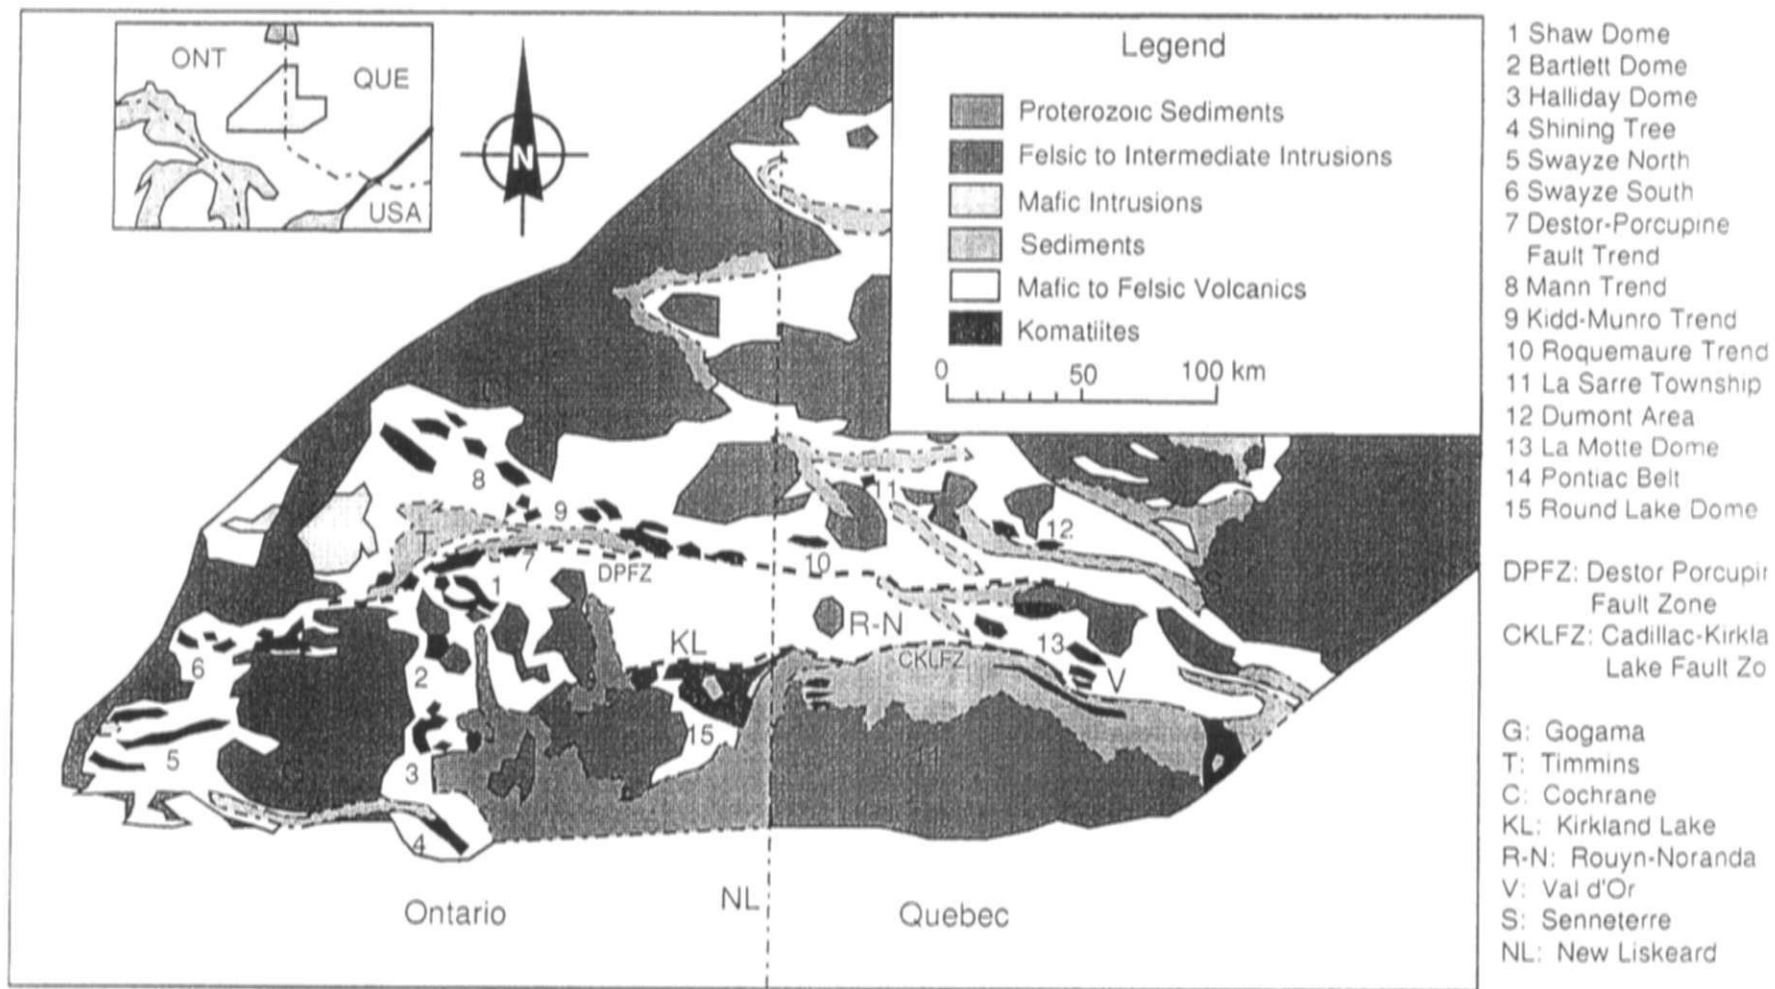 ONT
QUE
USA
N
Legend
Proterozoic Sediments
Felsic to Intermediate Intrusions
Mafic Intrusions
Sediments
Mafic to Felsic Volcanics
Komatiites
0 50 100 km
1 Shaw Dome
2 Bartlett Dome
3 Halliday Dome
4 Shining Tree
5 Swayze North
6 Swayze South
7 Destor-Porcupine
Fault Trend
8 Mann Trend
9 Kidd-Munro Trend
10 Roquemaure Trend
11 La Sarre Township
12 Dumont Area
13 La Motte Dome
14 Pontiac Belt
15 Round Lake Dome
DPFZ: Destor Porcupin
Fault Zone
CKLFZ: Cadillac-Kirkla
Lake Fault Zo
G: Gogama
T: Timmins
C: Cochrane
KL: Kirkland Lake
R-N: Rouyn-Noranda
V: Val d'Or
S: Senneterre
NL: New Liskeard
C
8
9
11
12
T
7
DPFZ
10
1
S
R-N
KL
CKLFZ
13
V
6
2
15
5
G
3
4
NL
Ontario
Quebec